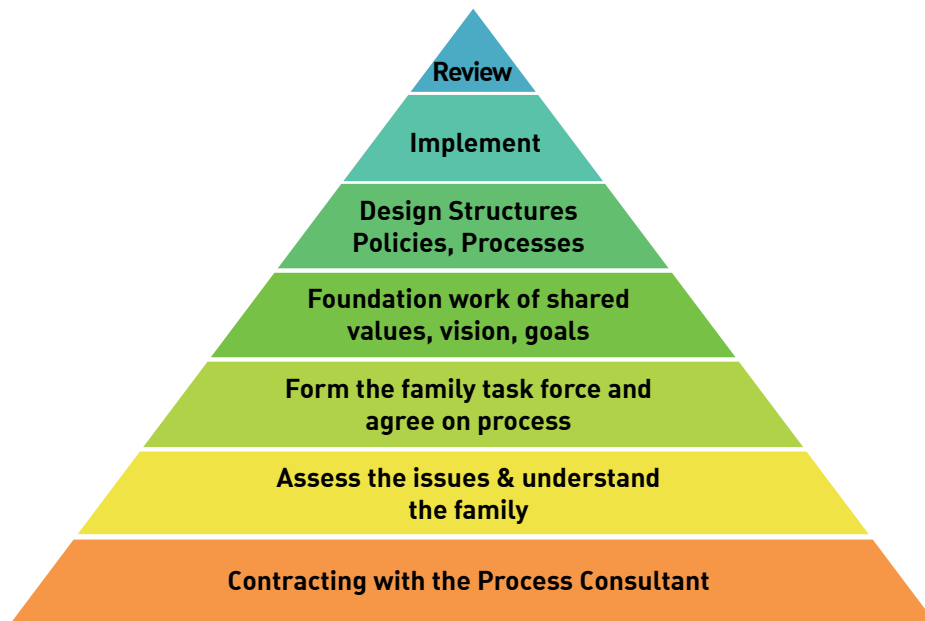 Review
Implement
Design Structures
Policies, Processes
Foundation work of shared
values, vision, goals
Form the family task force and
agree on process
Assess the issues & understand
the family
Contracting with the Process Consultant